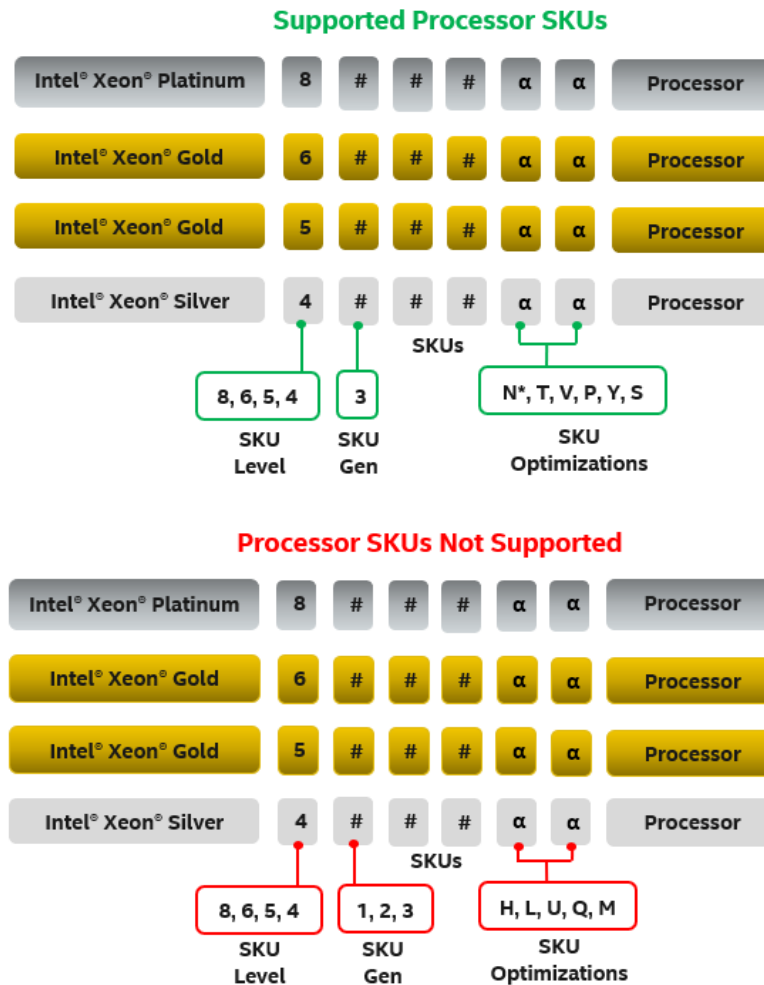 Supported Processor SKUs
Intel® Xeon® Platinum 8 # # # α α Processor
Intel® Xeon® Gold 6 # # # α α Processor
Intel® Xeon® Gold 5 # # # α α Processor
Intel® Xeon® Silver 4 # # # α α Processor
SKUs
8, 6, 5, 4 3 N*, T, V, P, Y, S
SKU SKU SKU
Level Gen Optimizations
Processor SKUs Not Supported
Intel® Xeon® Platinum 8 # # # α α Processor
Intel® Xeon® Gold 6 # # # α α Processor
Intel® Xeon® Gold 5 # # # α α Processor
Intel® Xeon® Silver 4 # # # α α Processor
SKUs
8, 6, 5, 4 1, 2, 3 H, L, U, Q, M
SKU SKU SKU
Level Gen Optimizations